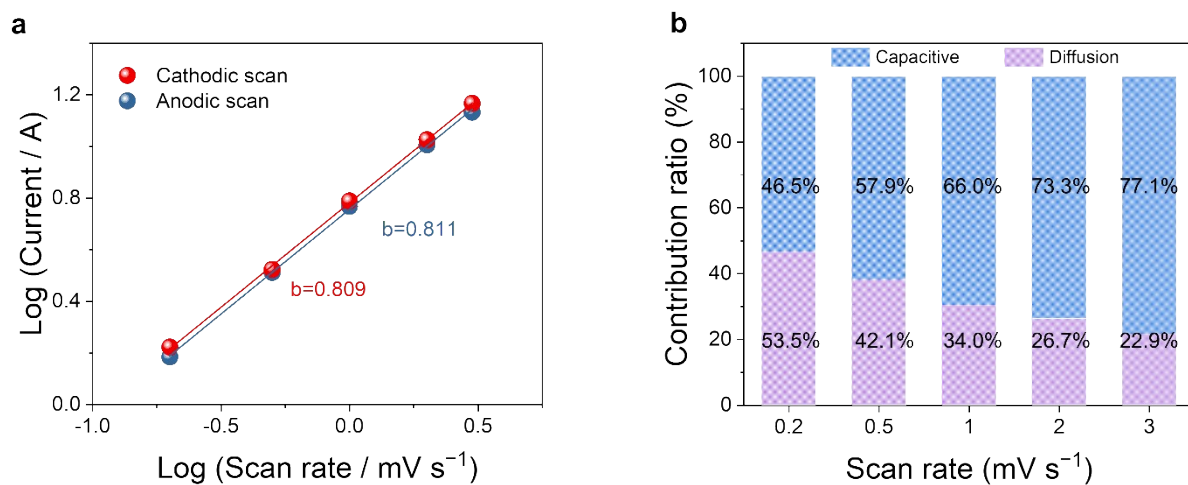 a
Cathodic scan
Anodic scan
b=0.811
b=0.809
Log (Current / A)
1.2
0.8
0.4
0.0
-1.0
-0.5
0.0
0.5
Log (Scan rate / mV s⁻¹)
b
Capacitive
Diffusion
Contribution ratio (%)
100
80
60
40
20
0
46.5%
57.9%
66.0%
73.3%
77.1%
53.5%
42.1%
34.0%
26.7%
22.9%
0.2
0.5
1
2
3
Scan rate (mV s⁻¹)